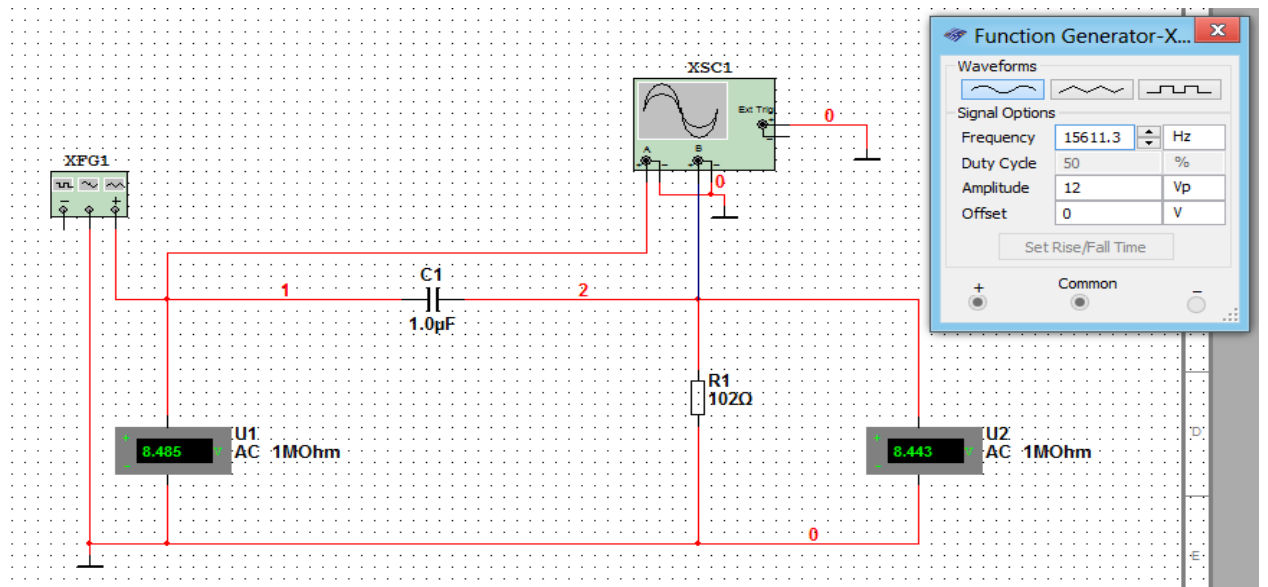 Function Generator-X...
Waveforms
Signal Options
Frequency 15611.3 Hz
Duty Cycle 50 %
Amplitude 12 Vp
Offset 0 V
Set Rise/Fall Time
+ Common −
XSC1
Ext Trig
+
−
A B
+ − + −
0
0
XFG1
− +
C1
1 2
1.0µF
R1
102Ω
U1
+ 8.485 V AC 1MOhm
−
U2
+ 8.443 V AC 1MOhm
−
0
D
E